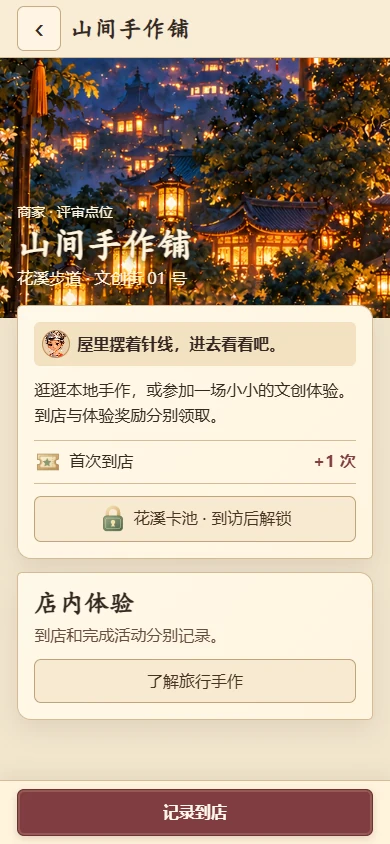 山间手作铺
商家 · 评审点位
山间手作铺
花溪步道 · 文创街 01 号
屋里摆着针线，进去看看吧。
逛逛本地手作，或参加一场小小的文创体验。
到店与体验奖励分别领取。
首次到店 +1 次
花溪卡池 · 到访后解锁
店内体验
到店和完成活动分别记录。
了解旅行手作
记录到店